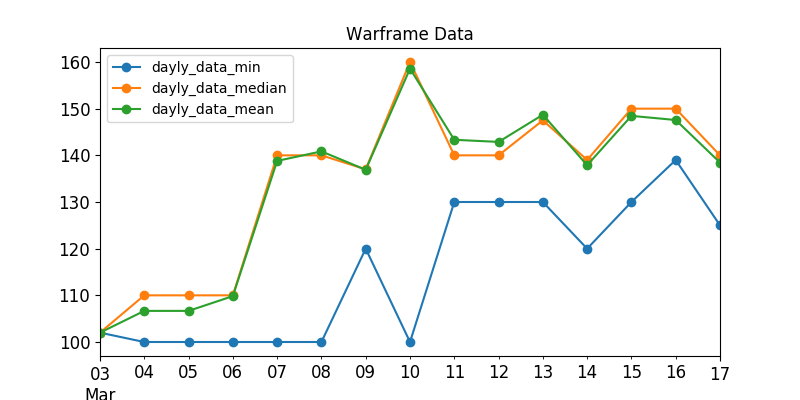 Warframe Data
dayly_data_min
dayly_data_median
dayly_data_mean
160
150
140
130
120
110
100
03 04 05 06 07 08 09 10 11 12 13 14 15 16 17
Mar